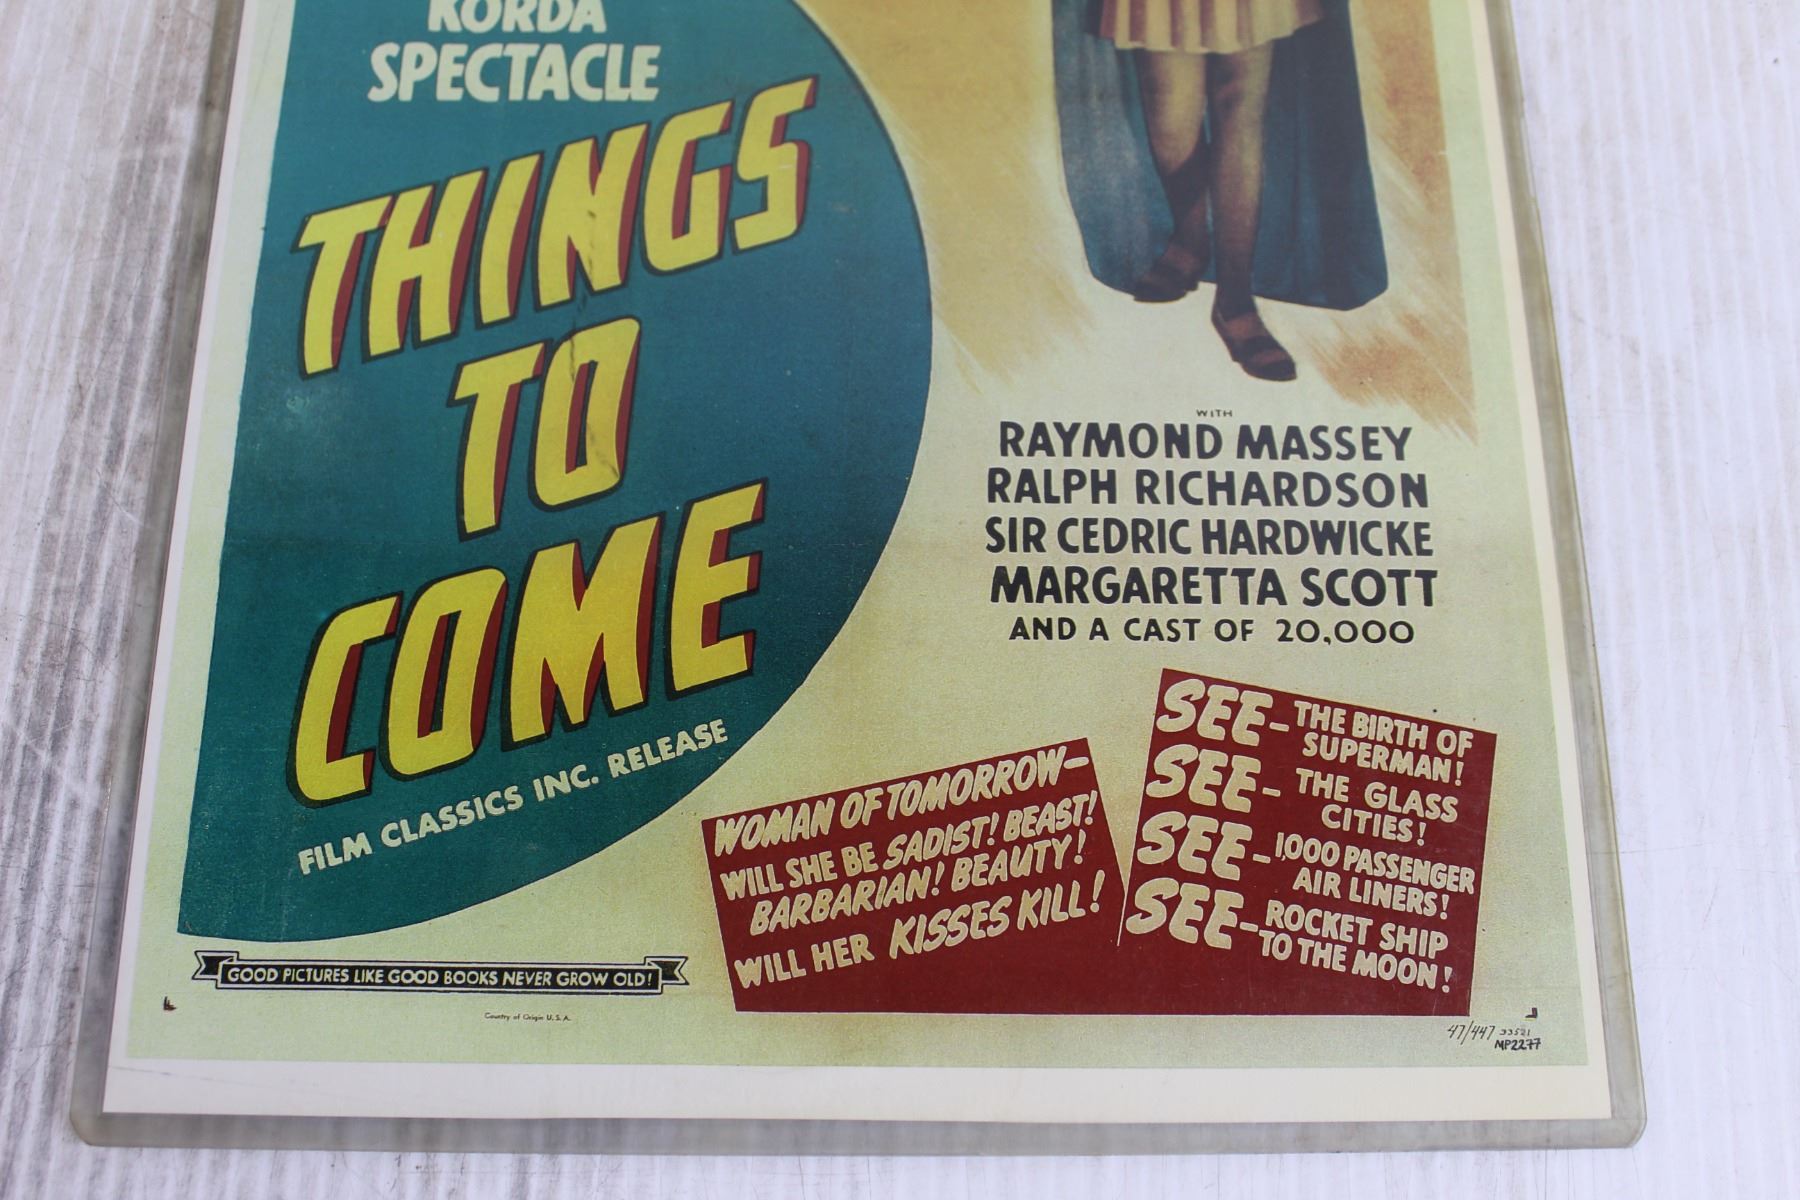 KORDA
SPECTACLE
THINGS
TO
COME
FILM CLASSICS INC. RELEASE
WITH
RAYMOND MASSEY
RALPH RICHARDSON
SIR CEDRIC HARDWICKE
MARGARETTA SCOTT
AND A CAST OF 20,000
WOMAN OF TOMORROW-
WILL SHE BE SADIST! BEAST!
BARBARIAN! BEAUTY!
WILL HER KISSES KILL!
SEE- THE BIRTH OF
SUPERMAN!
SEE- THE GLASS
CITIES!
SEE- 1,000 PASSENGER
AIR LINERS!
SEE- ROCKET SHIP
TO THE MOON!
GOOD PICTURES LIKE GOOD BOOKS NEVER GROW OLD!
Country of Origin U.S.A.
47/447 33521
MP2277